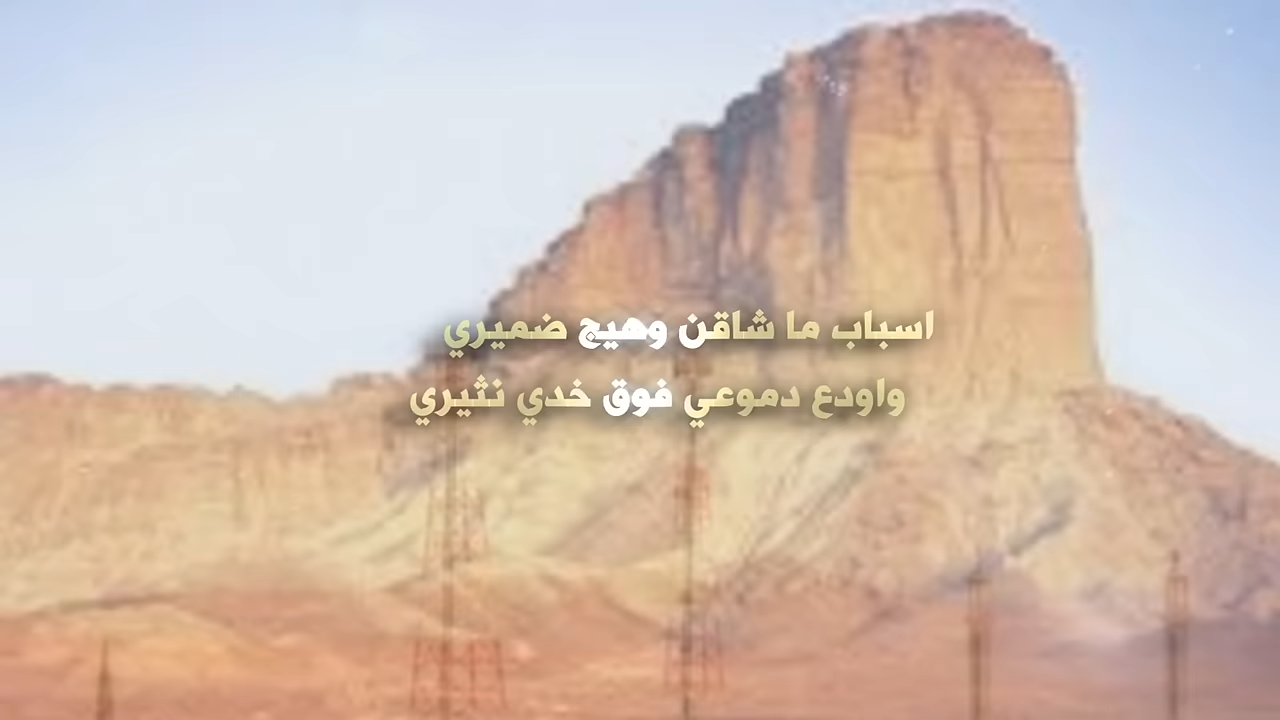 اسباب ما شاقن وهيج ضميري
واودع دموعي فوق خدي نثيري